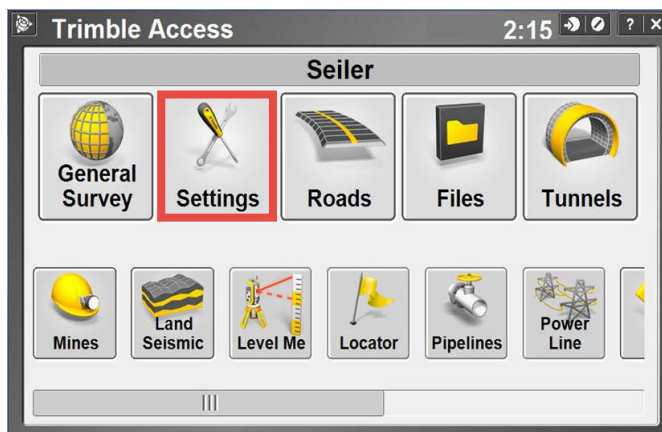 Trimble Access
2:15
? X
Seiler
General
Survey
Settings
Roads
Files
Tunnels
Mines
Land
Seismic
Level Me
Locator
Pipelines
Power
Line